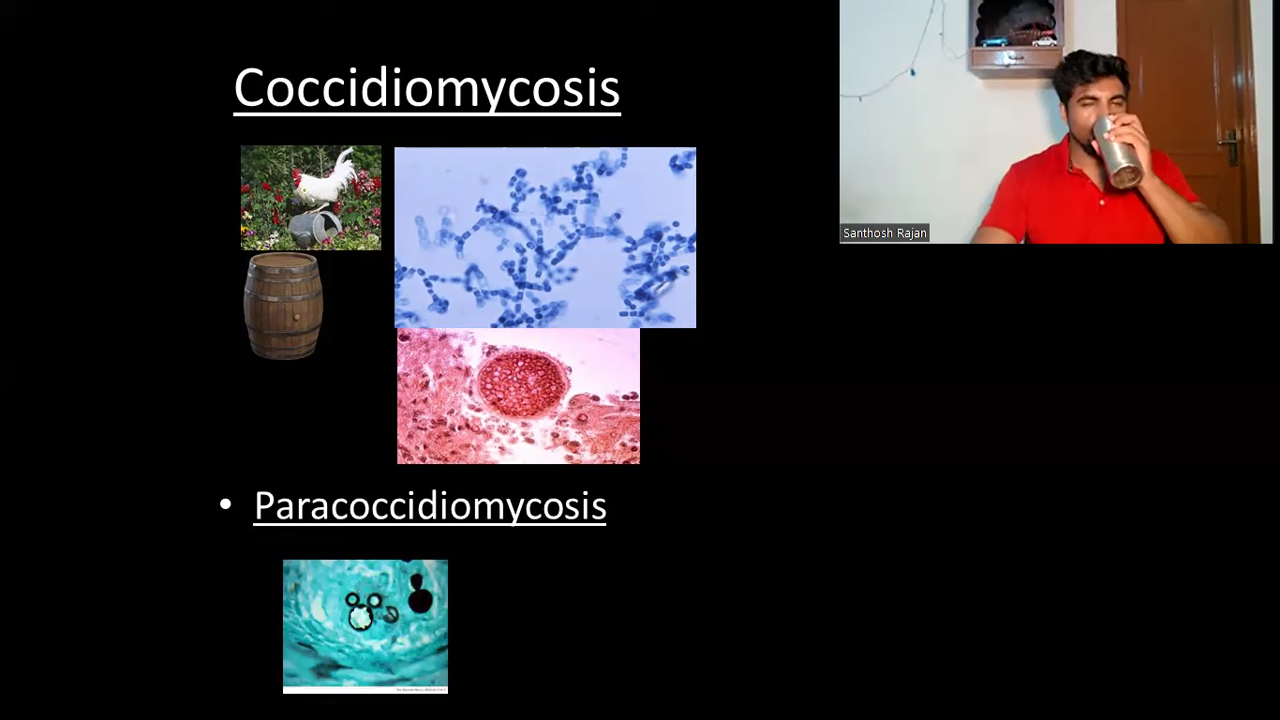 Coccidiomycosis
Santhosh Rajan
• Paracoccidiomycosis